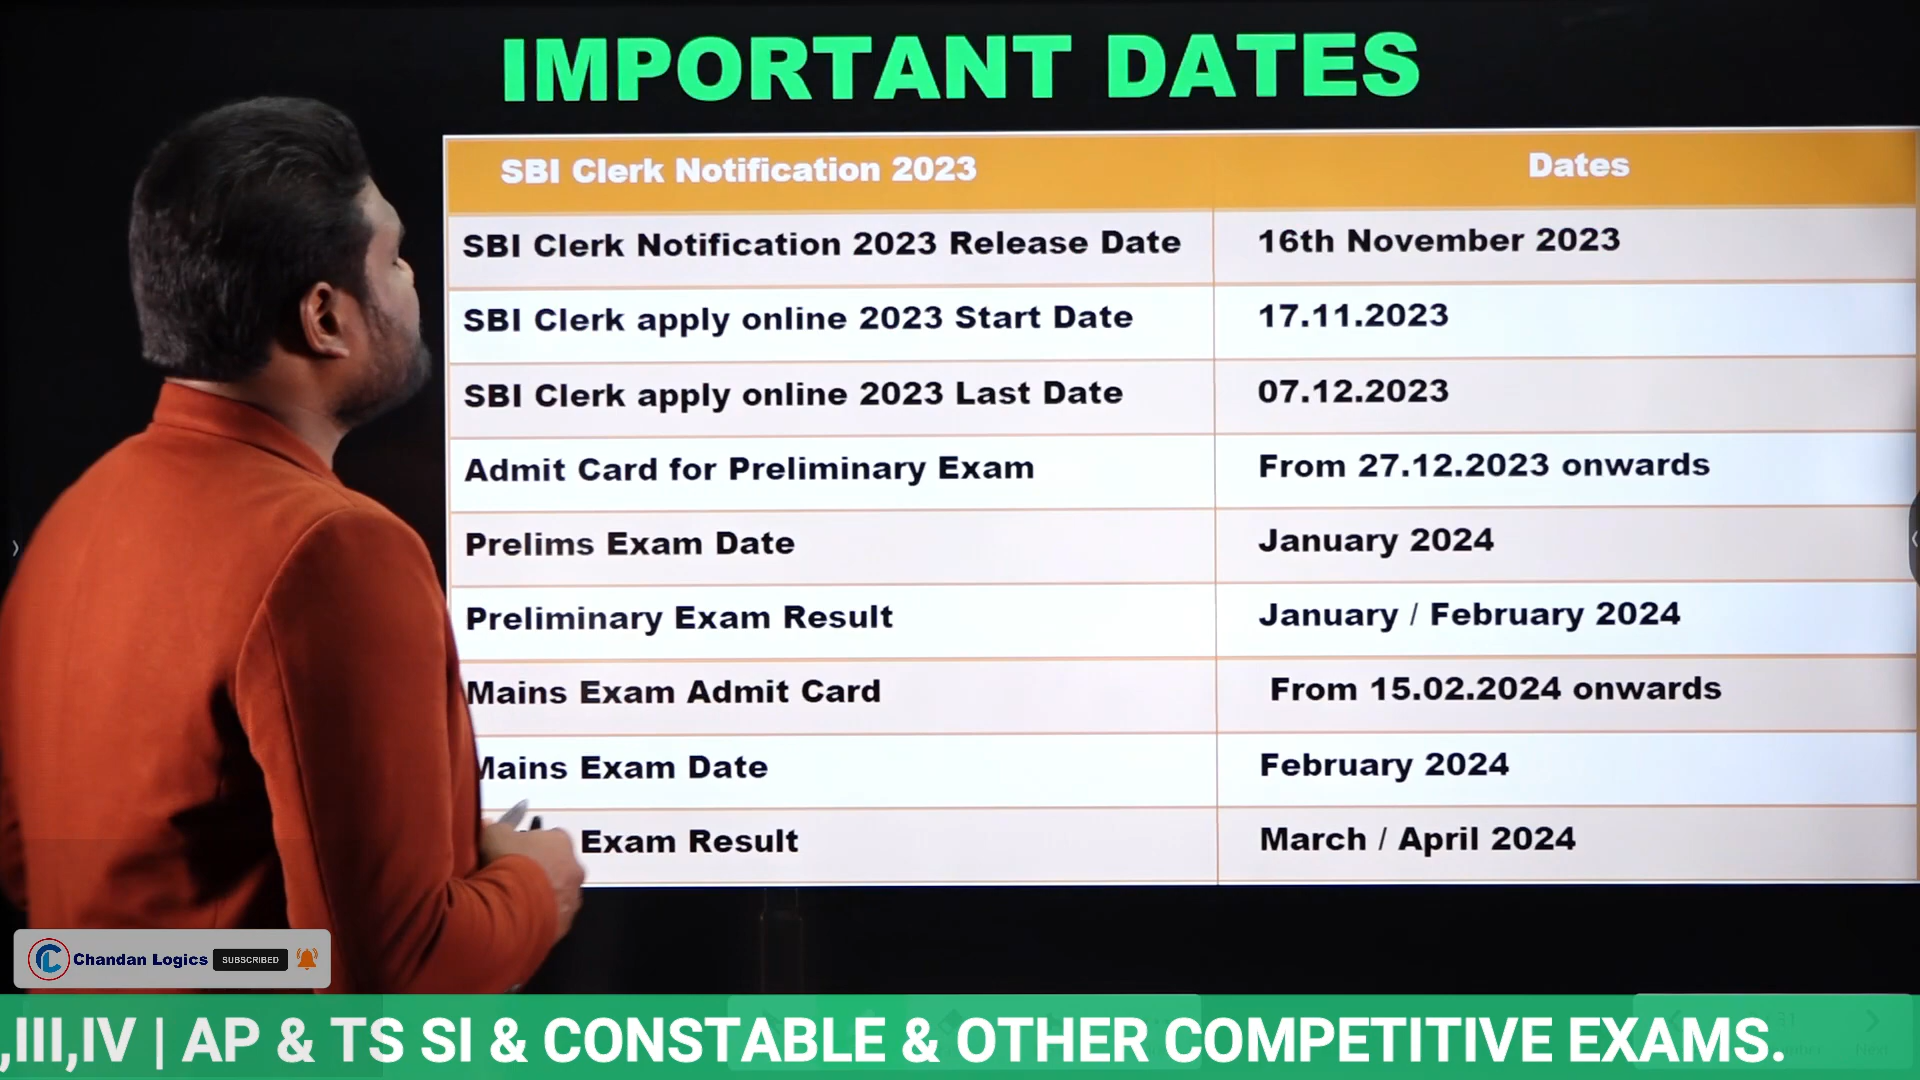 IMPORTANT DATES
SBI Clerk Notification 2023 Dates
SBI Clerk Notification 2023 Release Date 16th November 2023
SBI Clerk apply online 2023 Start Date 17.11.2023
SBI Clerk apply online 2023 Last Date 07.12.2023
Admit Card for Preliminary Exam From 27.12.2023 onwards
Prelims Exam Date January 2024
Preliminary Exam Result January / February 2024
Mains Exam Admit Card From 15.02.2024 onwards
Mains Exam Date February 2024
Exam Result March / April 2024
Chandan Logics SUBSCRIBED
,III,IV | AP & TS SI & CONSTABLE & OTHER COMPETITIVE EXAMS.